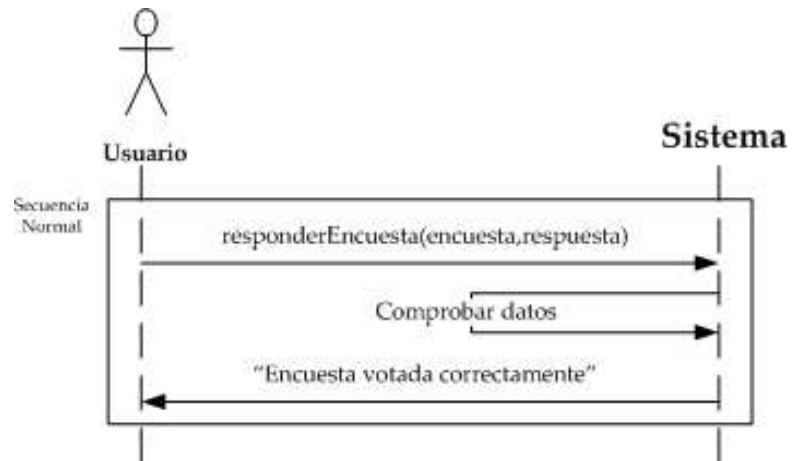 Usuario
Sistema
Secuencia
Normal
responderEncuesta(encuesta,respuesta)
Comprobar datos
“Encuesta votada correctamente”